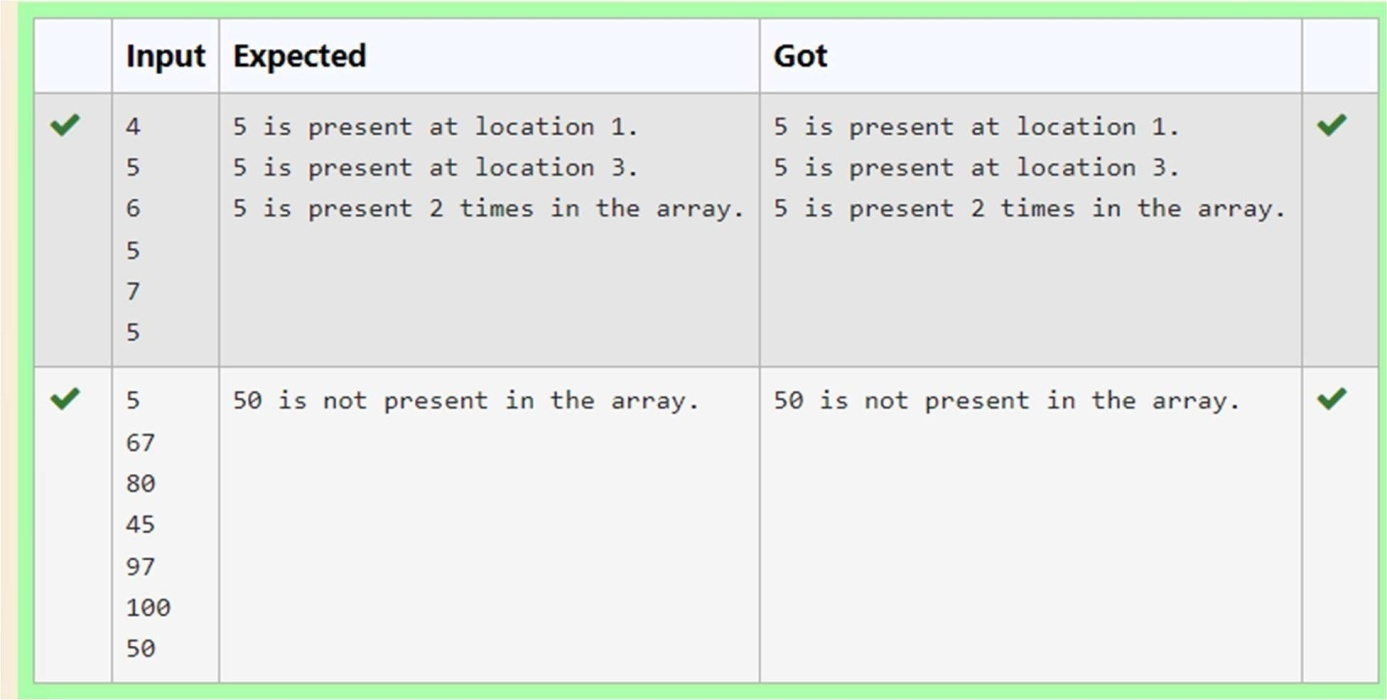 Input Expected Got
4 5 is present at location 1. 5 is present at location 1.
5 5 is present at location 3. 5 is present at location 3.
6 5 is present 2 times in the array. 5 is present 2 times in the array.
5
7
5
5 50 is not present in the array. 50 is not present in the array.
67
80
45
97
100
50